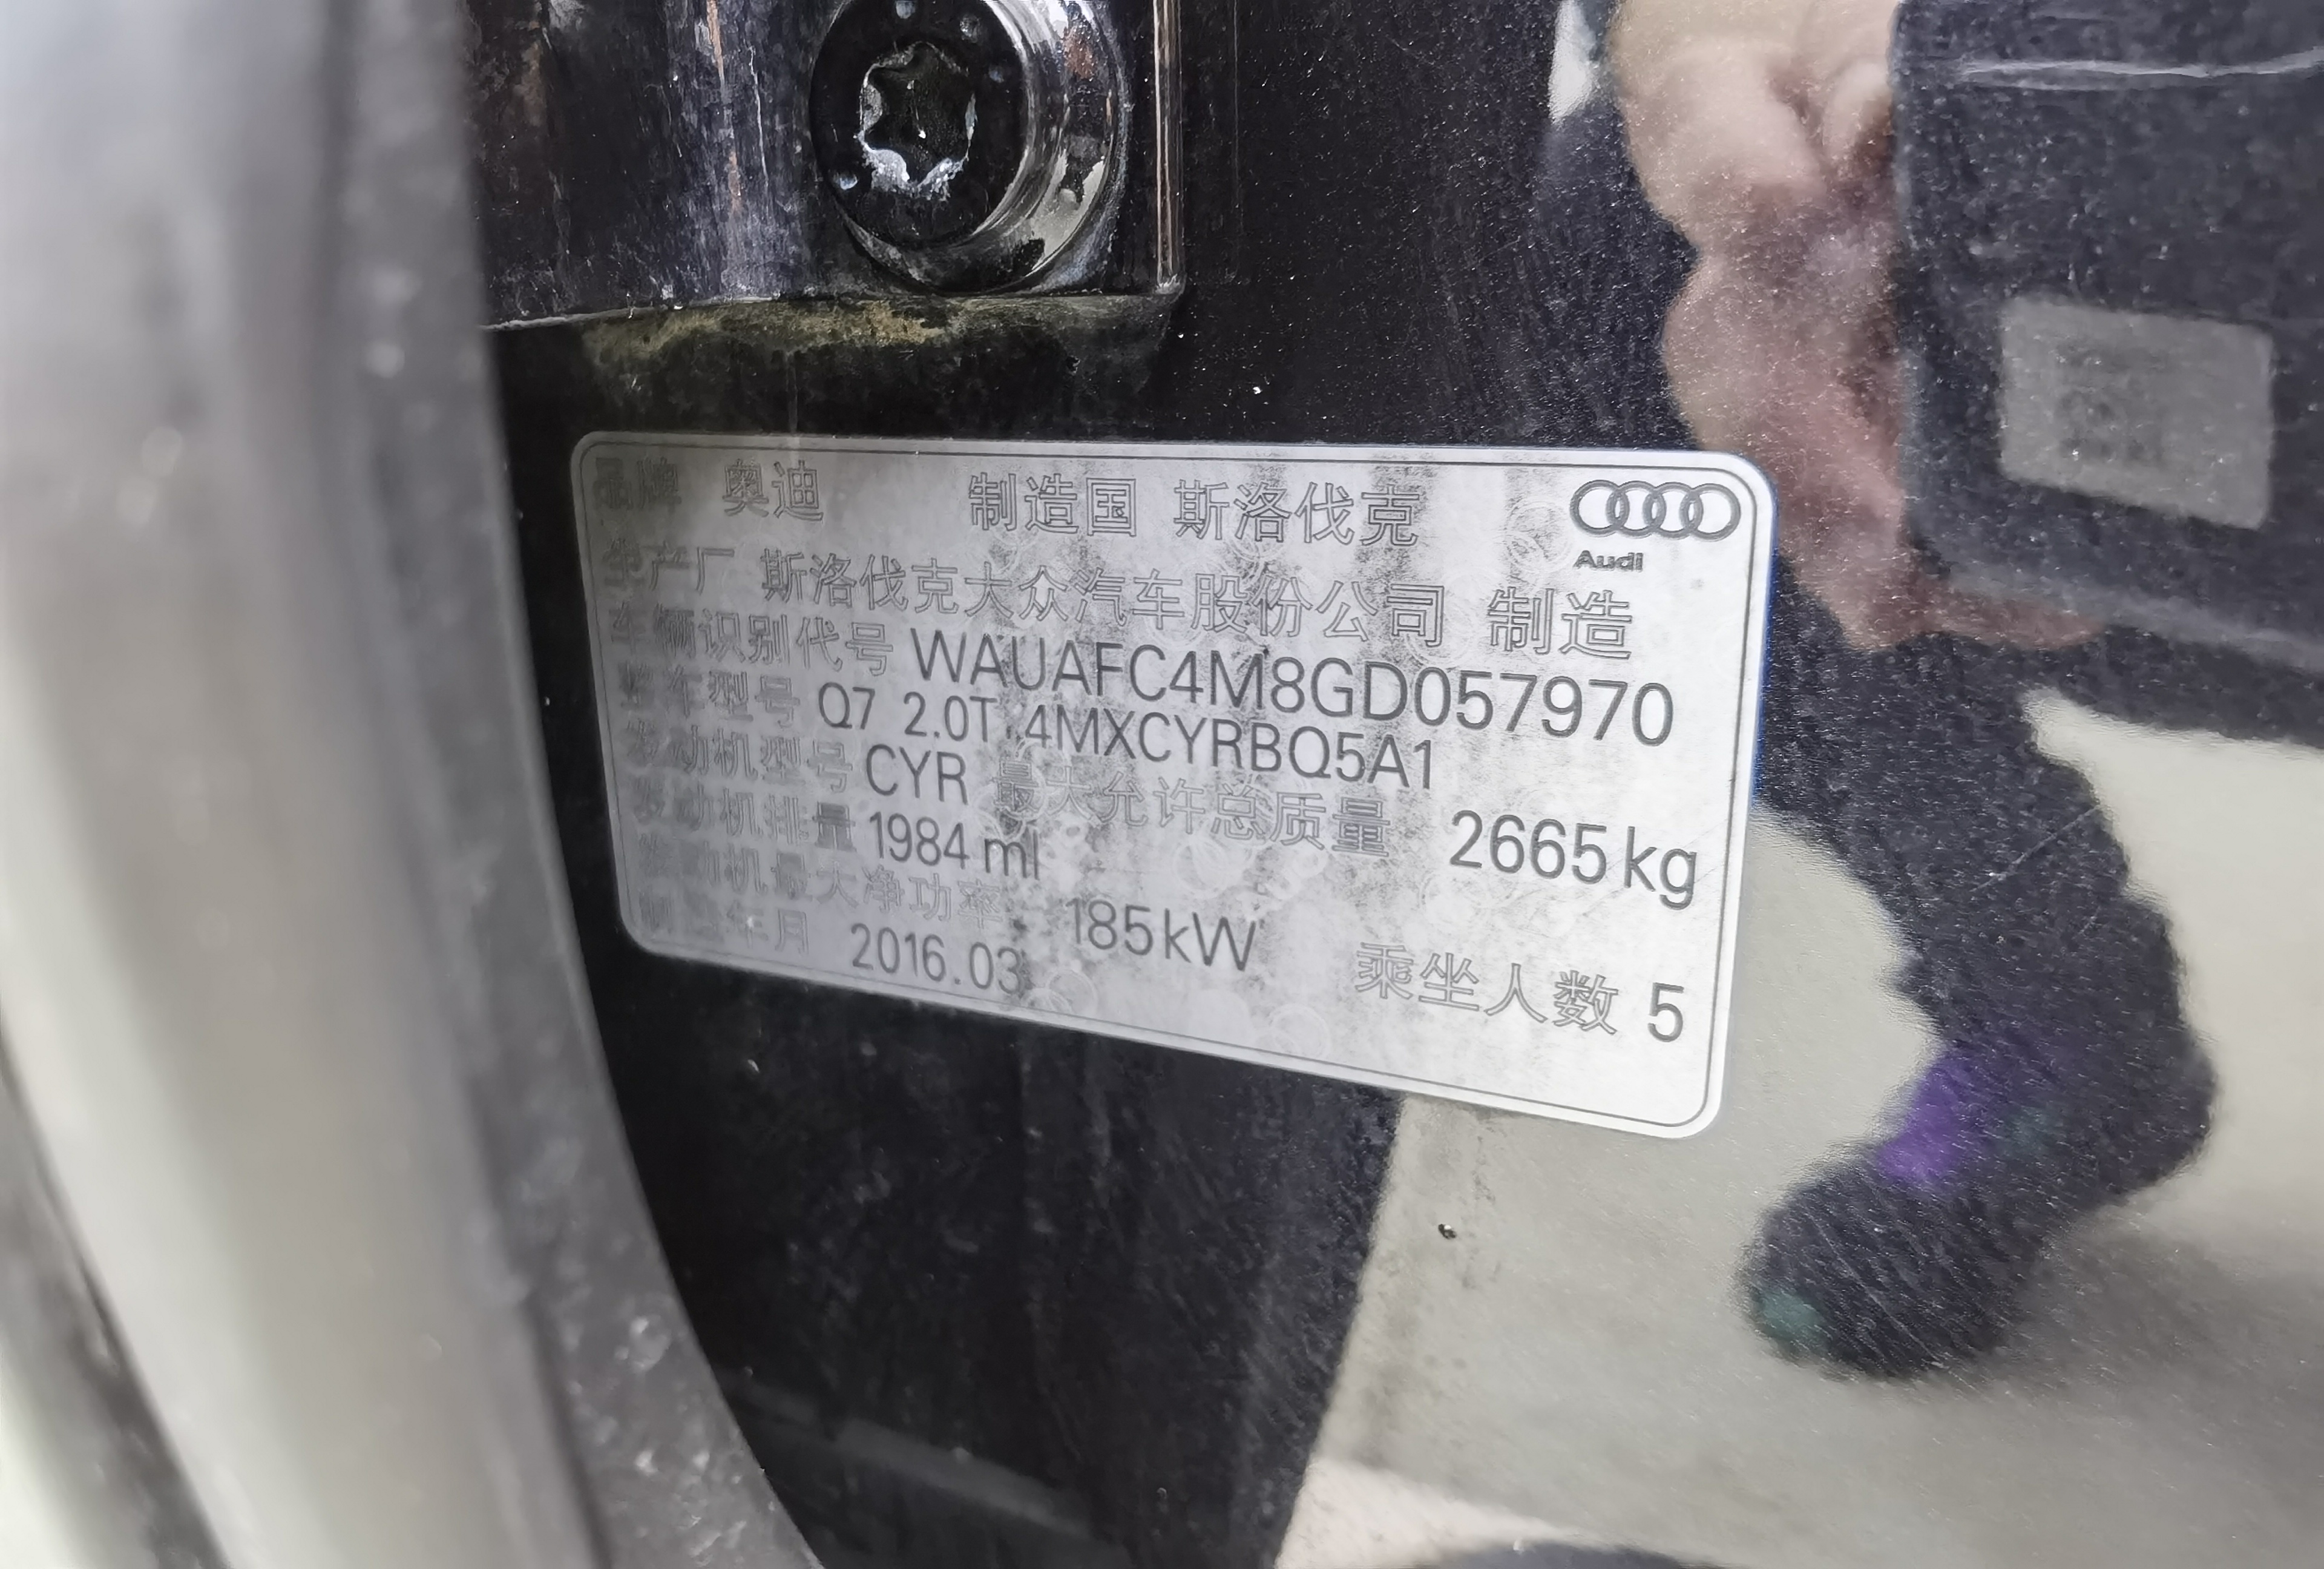 品牌 奥迪 制造国 斯洛伐克
Audi
生产厂 斯洛伐克大众汽车股份公司 制造
车辆识别代号 WAUAFC4M8GD057970
整车型号 Q7 2.0T 4MXCYRBQ5A1
发动机型号 CYR 最大允许总质量 2665kg
发动机排量 1984 ml
发动机最大净功率 185kW
制造年月 2016.03 乘坐人数 5